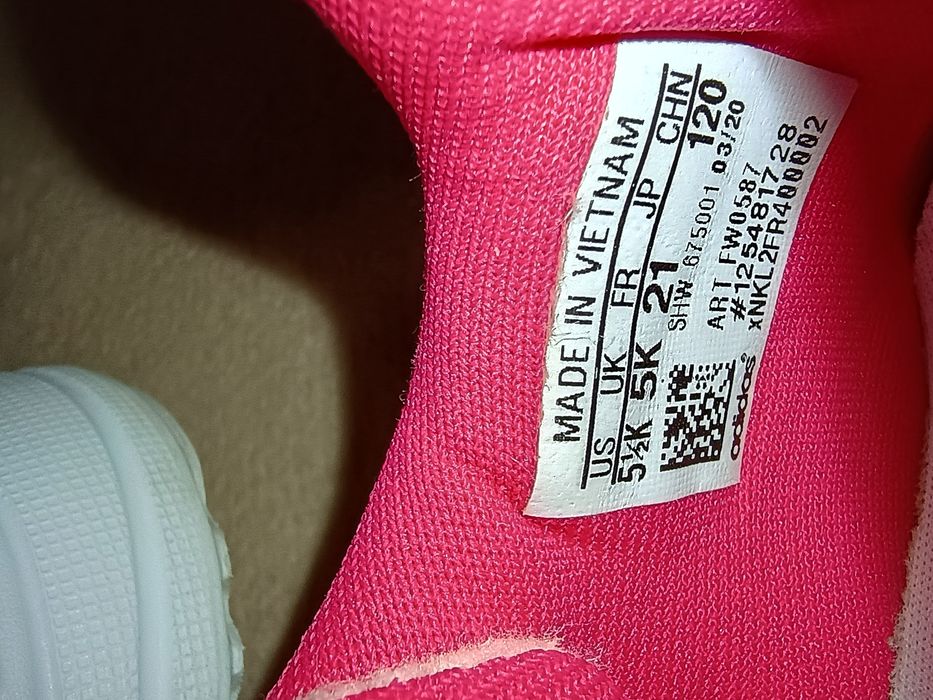 MADE IN VIETNAM
US UK FR JP CHN
5½K 5K 21 120
SHW 675001 03/20
ART FW0587
#1254817728
xNKL2FR400002
adidas